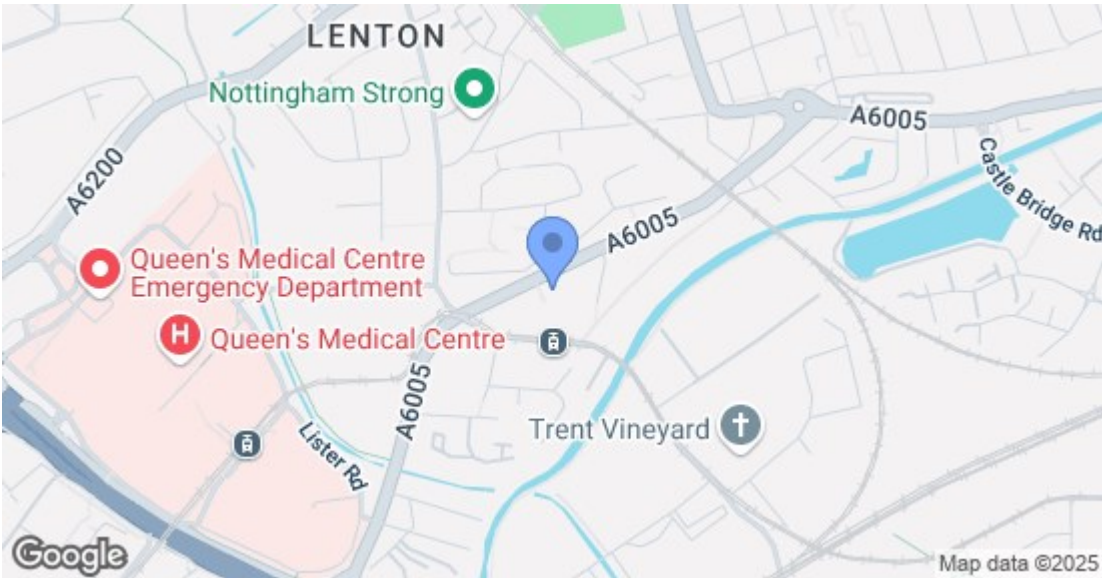 LENTON
Nottingham Strong
A6005
A6200
Castle Bridge Rd
A6005
Queen's Medical Centre
Emergency Department
H
Queen's Medical Centre
A6005
Trent Vineyard
Lister Rd
Google
Map data ©2025